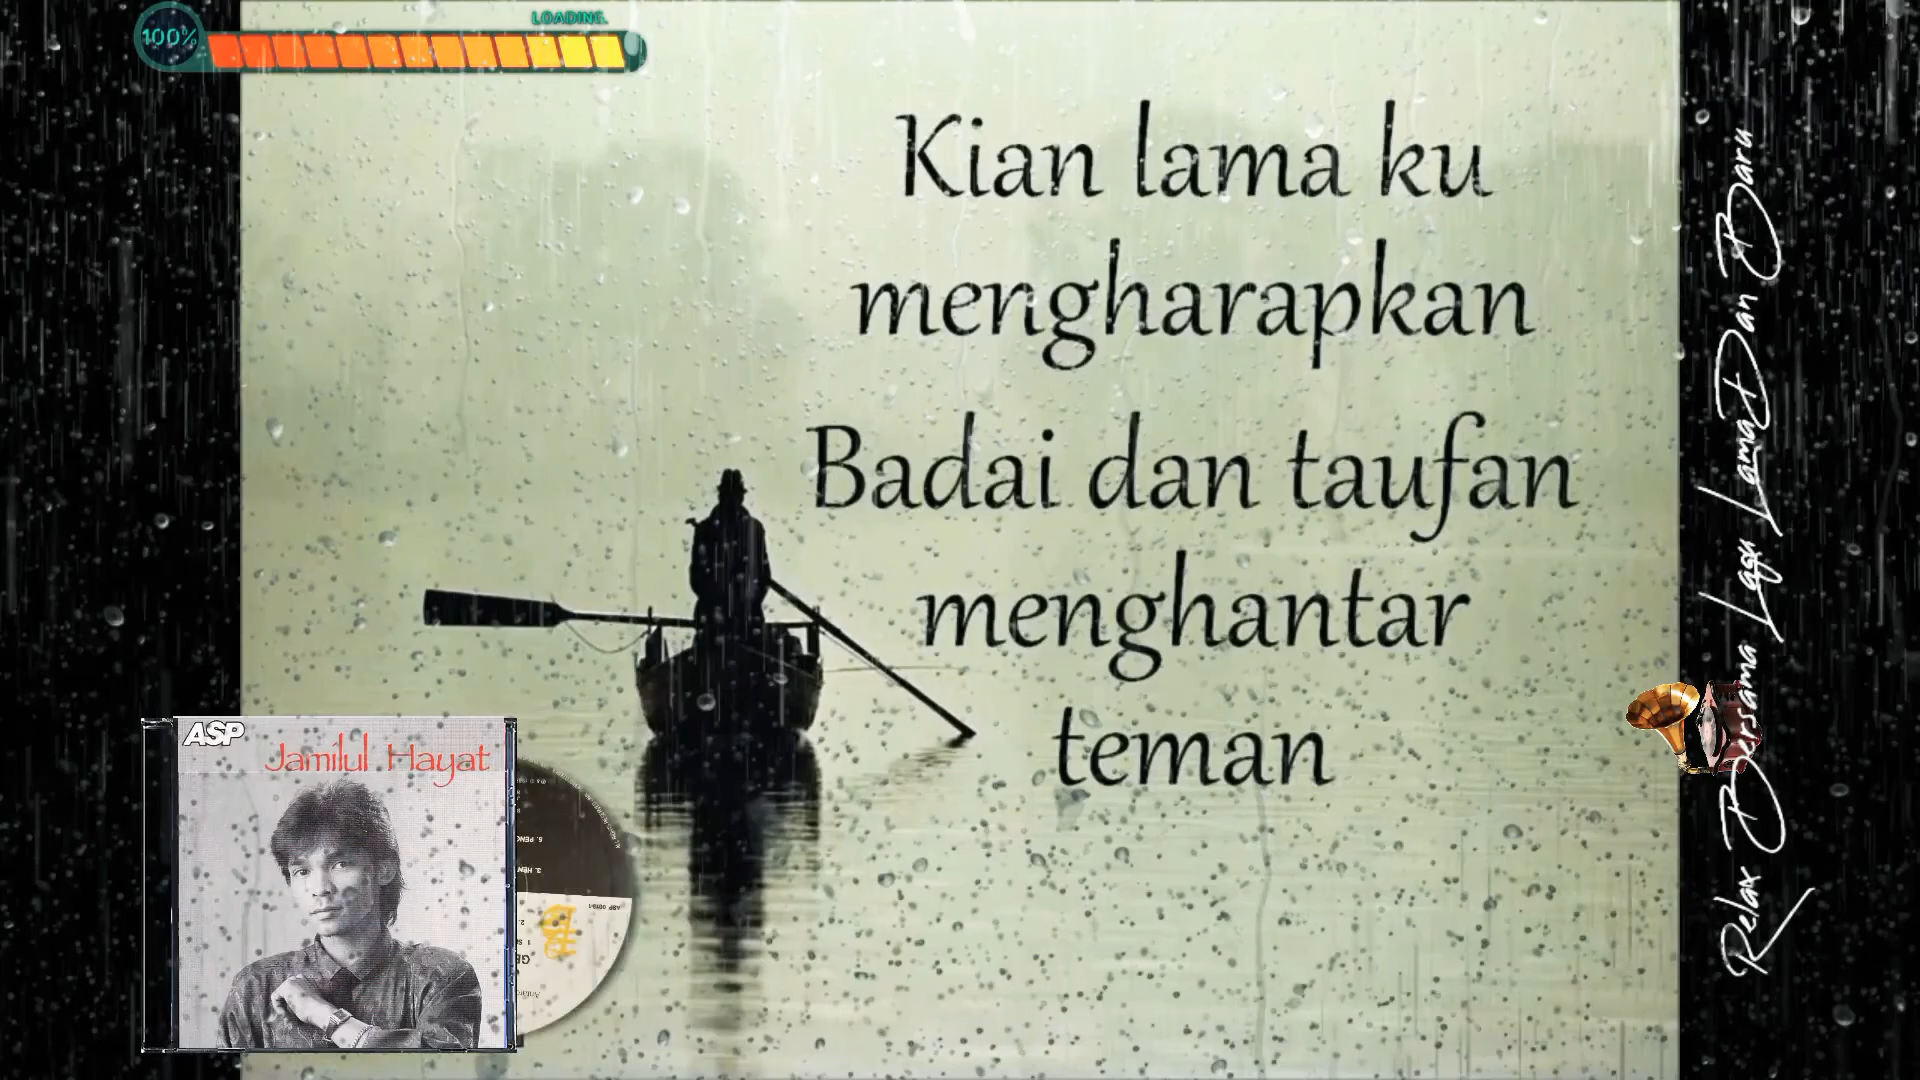 LOADING.
100%
Kian lama ku
mengharapkan
Badai dan taufan
menghantar
teman
Relax Bersama Lagu Lama Dan Baru
ASP
Jamilul Hayat
ASP